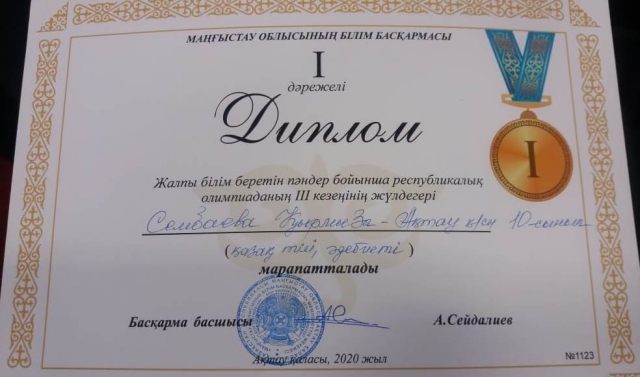 МАҢҒЫСТАУ ОБЛЫСЫНЫҢ БІЛІМ БАСҚАРМАСЫ
I
дәрежелі
Диплом
I
Жалпы білім беретін пәндер бойынша республикалық
олимпиаданың III кезеңінің жүлдегері
Ақтау 10-сынып
(қазақ тілі, әдебиеті)
марапатталады
Басқарма басшысы А.Сейдалиев
Ақтау қаласы, 2020 жыл
№1123